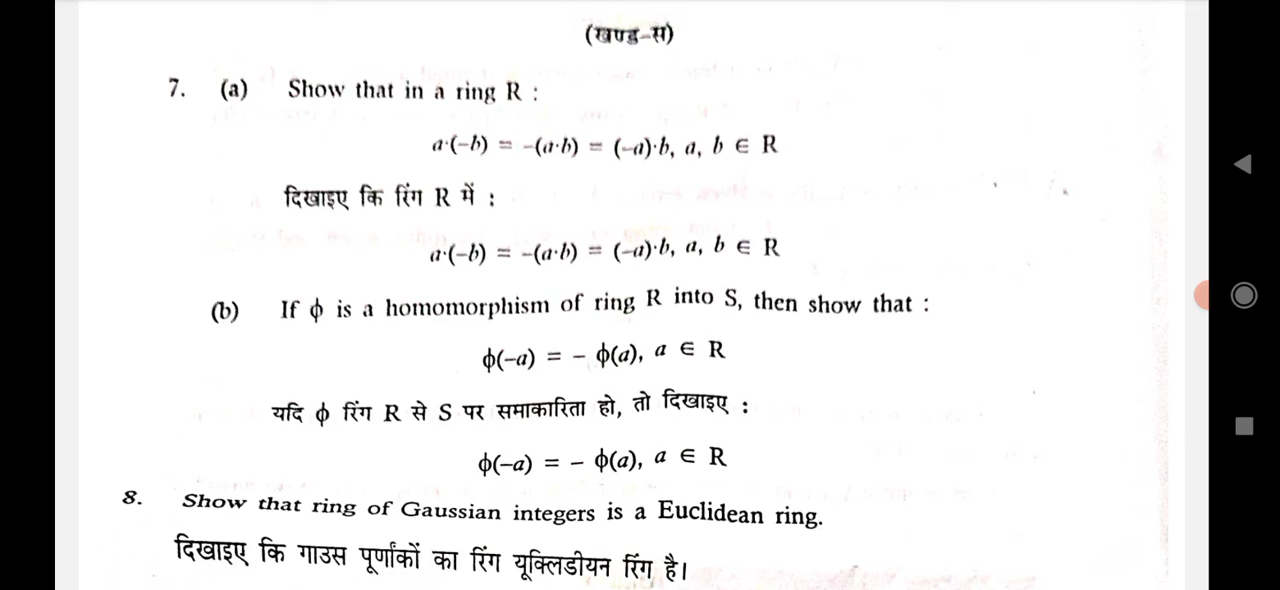 (खण्ड–स)
7. (a) Show that in a ring R :
a·(–b) = –(a·b) = (–a)·b, a, b ∈ R
दिखाइए कि रिंग R में :
a·(–b) = –(a·b) = (–a)·b, a, b ∈ R
(b) If ϕ is a homomorphism of ring R into S, then show that :
ϕ(–a) = – ϕ(a), a ∈ R
यदि ϕ रिंग R से S पर समाकारिता हो, तो दिखाइए :
ϕ(–a) = – ϕ(a), a ∈ R
8. Show that ring of Gaussian integers is a Euclidean ring.
दिखाइए कि गाउस पूर्णांकों का रिंग यूक्लिडीयन रिंग है।